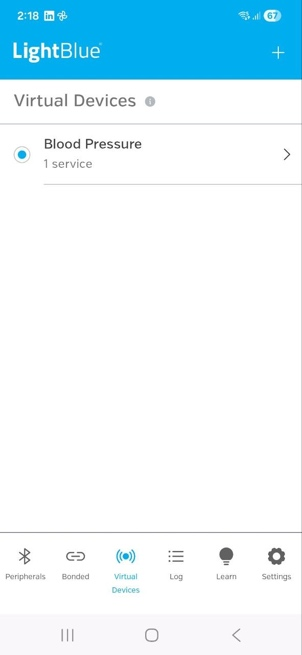 2:18
67
LightBlue
Virtual Devices
Blood Pressure
1 service
Peripherals
Bonded
Virtual
Devices
Log
Learn
Settings